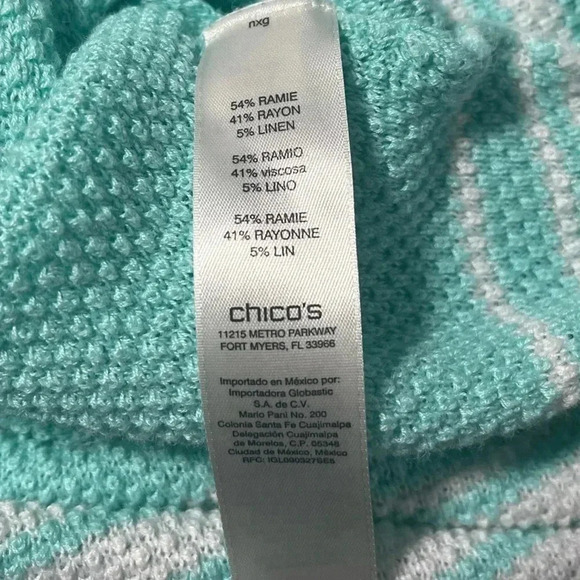 nxg
54% RAMIE
41% RAYON
5% LINEN
54% RAMIO
41% viscosa
5% LINO
54% RAMIE
41% RAYONNE
5% LIN
chico's
11215 METRO PARKWAY
FORT MYERS, FL 33966
Importado en México por:
Importadora Globastic
S.A. de C.V.
Mario Pani No. 200
Colonia Santa Fe Cuajimalpa
Delegación Cuajimalpa
de Morelos, C.P. 05348
Ciudad de México, México
RFC: